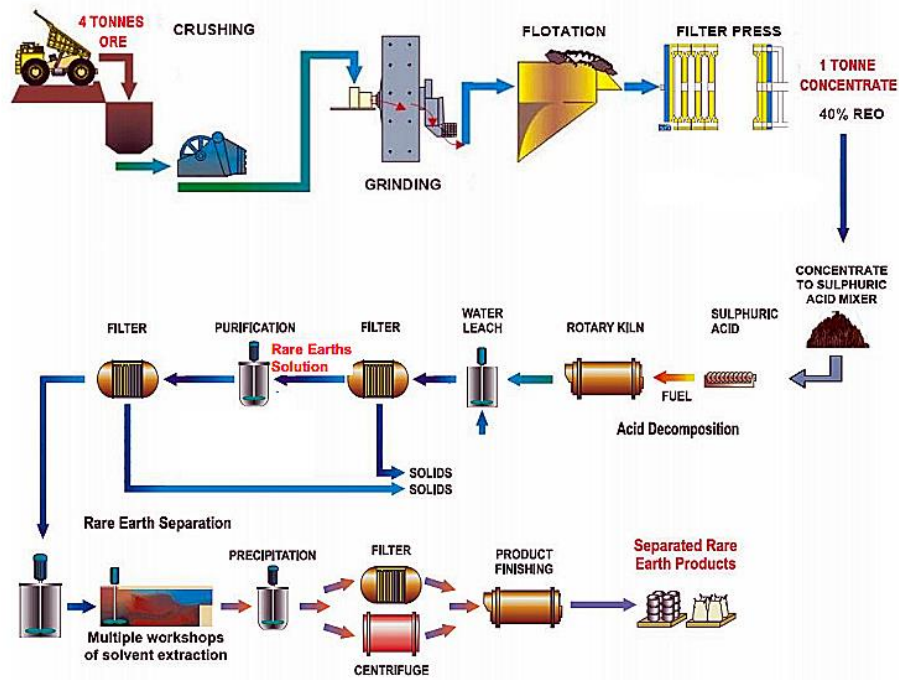 4 TONNES
ORE
CRUSHING
GRINDING
FLOTATION
FILTER PRESS
1 TONNE
CONCENTRATE
40% REO
CONCENTRATE
TO SULPHURIC
ACID MIXER
SULPHURIC
ACID
FUEL
ROTARY KILN
Acid Decomposition
WATER
LEACH
FILTER
Rare Earths
Solution
PURIFICATION
FILTER
SOLIDS
SOLIDS
Rare Earth Separation
Multiple workshops
of solvent extraction
PRECIPITATION
FILTER
CENTRIFUGE
PRODUCT
FINISHING
Separated Rare
Earth Products